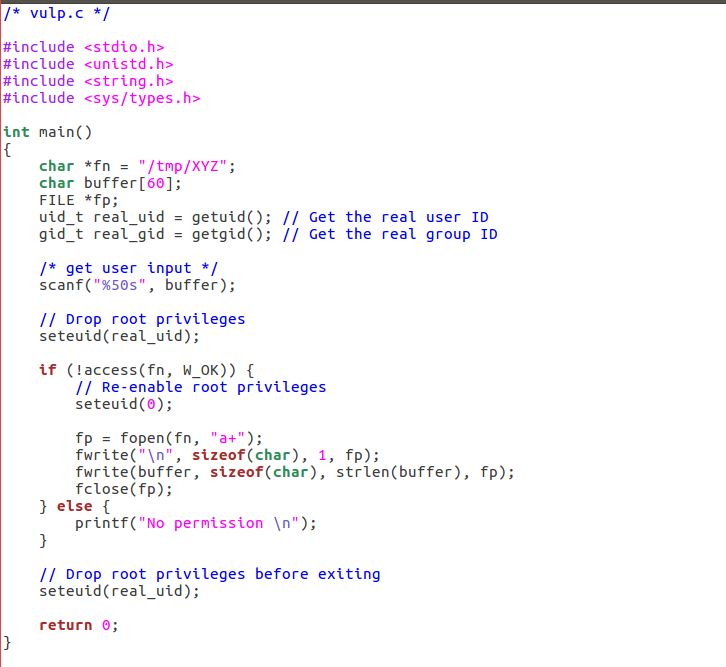 /* vulp.c */

#include <stdio.h>
#include <unistd.h>
#include <string.h>
#include <sys/types.h>

int main()
{
    char *fn = "/tmp/XYZ";
    char buffer[60];
    FILE *fp;
    uid_t real_uid = getuid(); // Get the real user ID
    gid_t real_gid = getgid(); // Get the real group ID

    /* get user input */
    scanf("%50s", buffer);

    // Drop root privileges
    seteuid(real_uid);

    if (!access(fn, W_OK)) {
        // Re-enable root privileges
        seteuid(0);

        fp = fopen(fn, "a+");
        fwrite("\n", sizeof(char), 1, fp);
        fwrite(buffer, sizeof(char), strlen(buffer), fp);
        fclose(fp);
    } else {
        printf("No permission \n");
    }

    // Drop root privileges before exiting
    seteuid(real_uid);

    return 0;
}